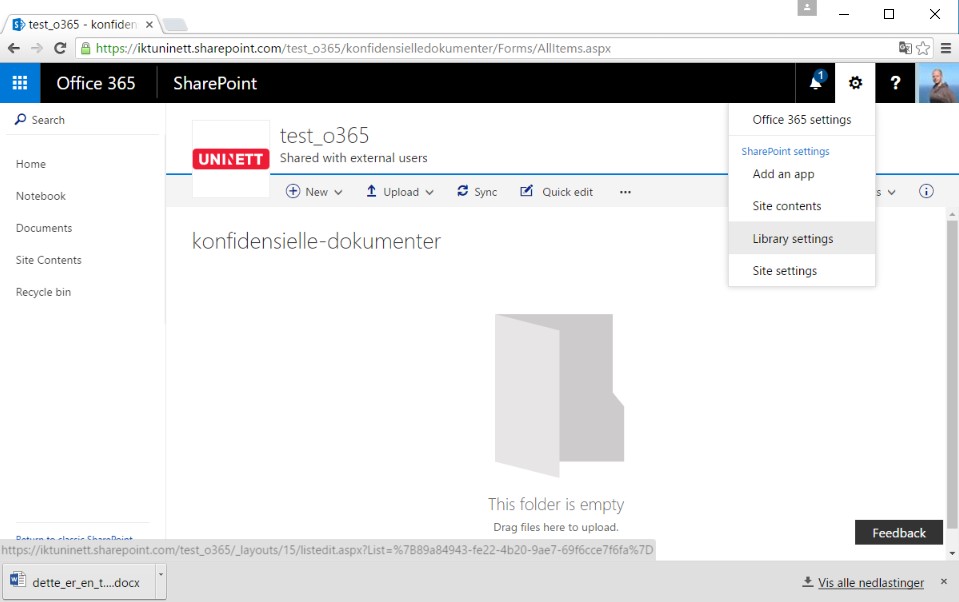 test_o365 - konfiden
https://iktuninett.sharepoint.com/test_o365/konfidensielledokumenter/Forms/AllItems.aspx
Office 365
SharePoint
1
?
Search
Home
Notebook
Documents
Site Contents
Recycle bin
UNINETT
test_o365
Shared with external users
New
Upload
Sync
Quick edit
...
s
Office 365 settings
SharePoint settings
Add an app
Site contents
Library settings
Site settings
konfidensielle-dokumenter
This folder is empty
Drag files here to upload.
Return to classic SharePoint
Feedback
https://iktuninett.sharepoint.com/test_o365/_layouts/15/listedit.aspx?List=%7B89a84943-fe22-4b20-9ae7-69f6cce7f6fa%7D
dette_er_en_t....docx
Vis alle nedlastinger